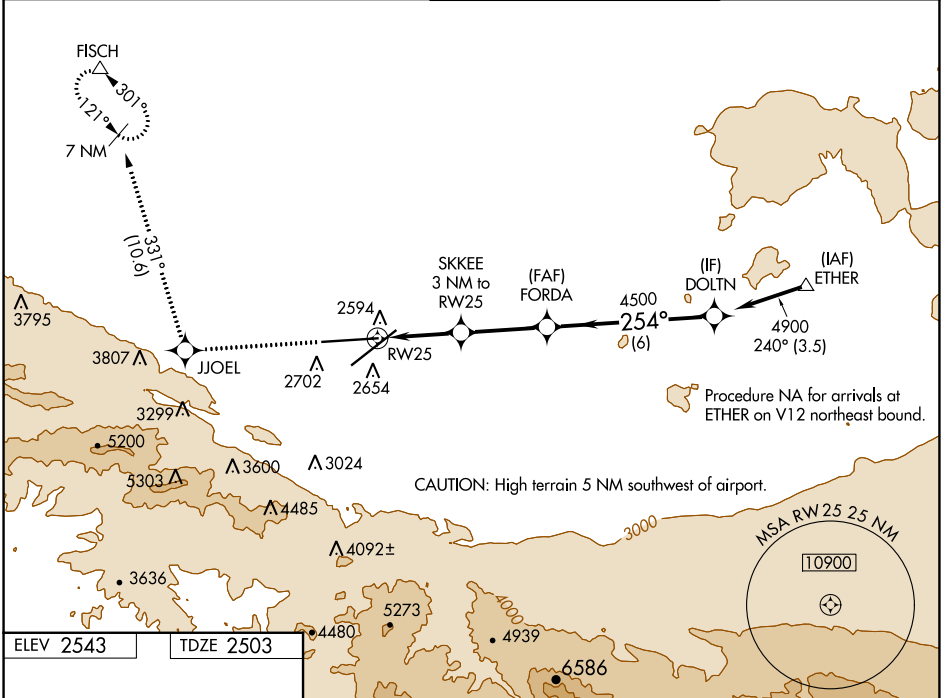 FISCH
301°
121°
7 NM
331°
(10.6)
SKKEE
3 NM to
RW25
(FAF)
FORDA
(IF)
DOLTN
(IAF)
ETHER
4500
254°
(6)
4900
240° (3.5)
3795
3807
JJOEL
2594
RW25
2702
2654
3299
Procedure NA for arrivals at
ETHER on V12 northeast bound.
5200
5303
3600
3024
4485
CAUTION: High terrain 5 NM southwest of airport.
3000
MSA RW25 25 NM
10900
4092±
3636
4000
5273
4480
4939
6586
ELEV 2543
TDZE 2503